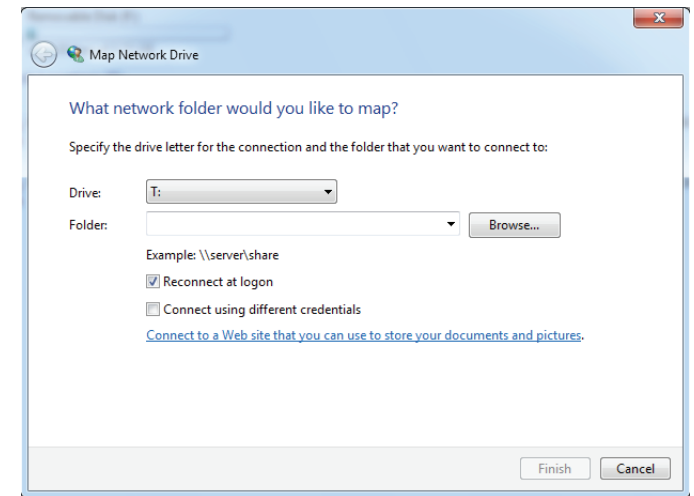 Map Network Drive
What network folder would you like to map?
Specify the drive letter for the connection and the folder that you want to connect to:
Drive: T:
Folder: Browse...
Example: \\server\share
Reconnect at logon
Connect using different credentials
Connect to a Web site that you can use to store your documents and pictures.
Finish Cancel